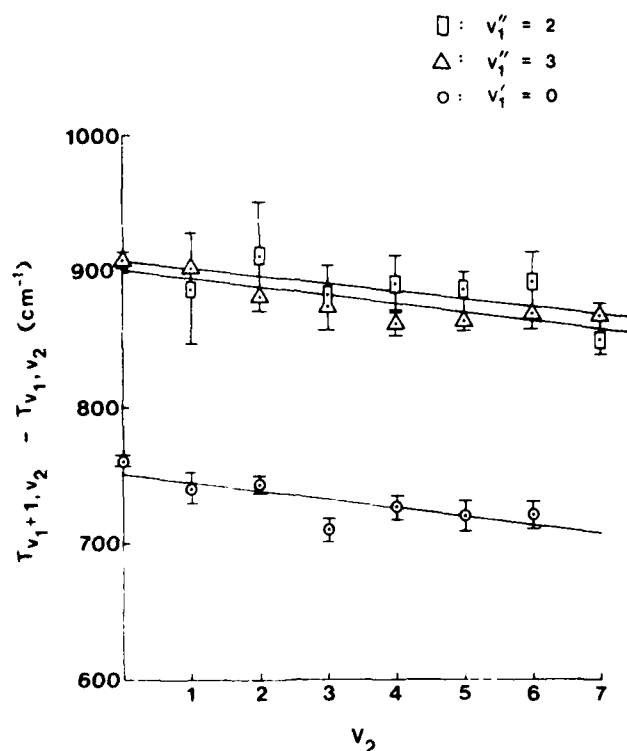 ▯: v₁″ = 2
△: v₁″ = 3
○: v₁′ = 0
1000
900
800
700
600
T_{v₁+1, v₂} - T_{v₁, v₂} (cm⁻¹)
1 2 3 4 5 6 7
V₂